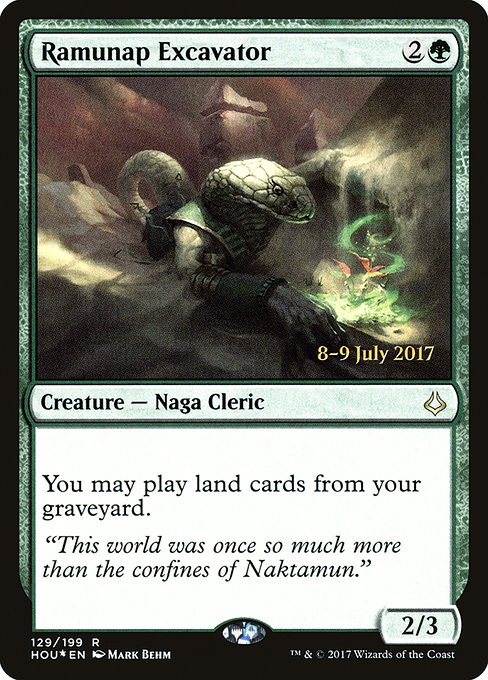 Ramunap Excavator 2
8–9 July 2017
Creature — Naga Cleric
You may play land cards from your
graveyard.
“This world was once so much more
than the confines of Naktamun.”
2/3
129/199 R
HOU★EN Mark Behm
™ & © 2017 Wizards of the Coast